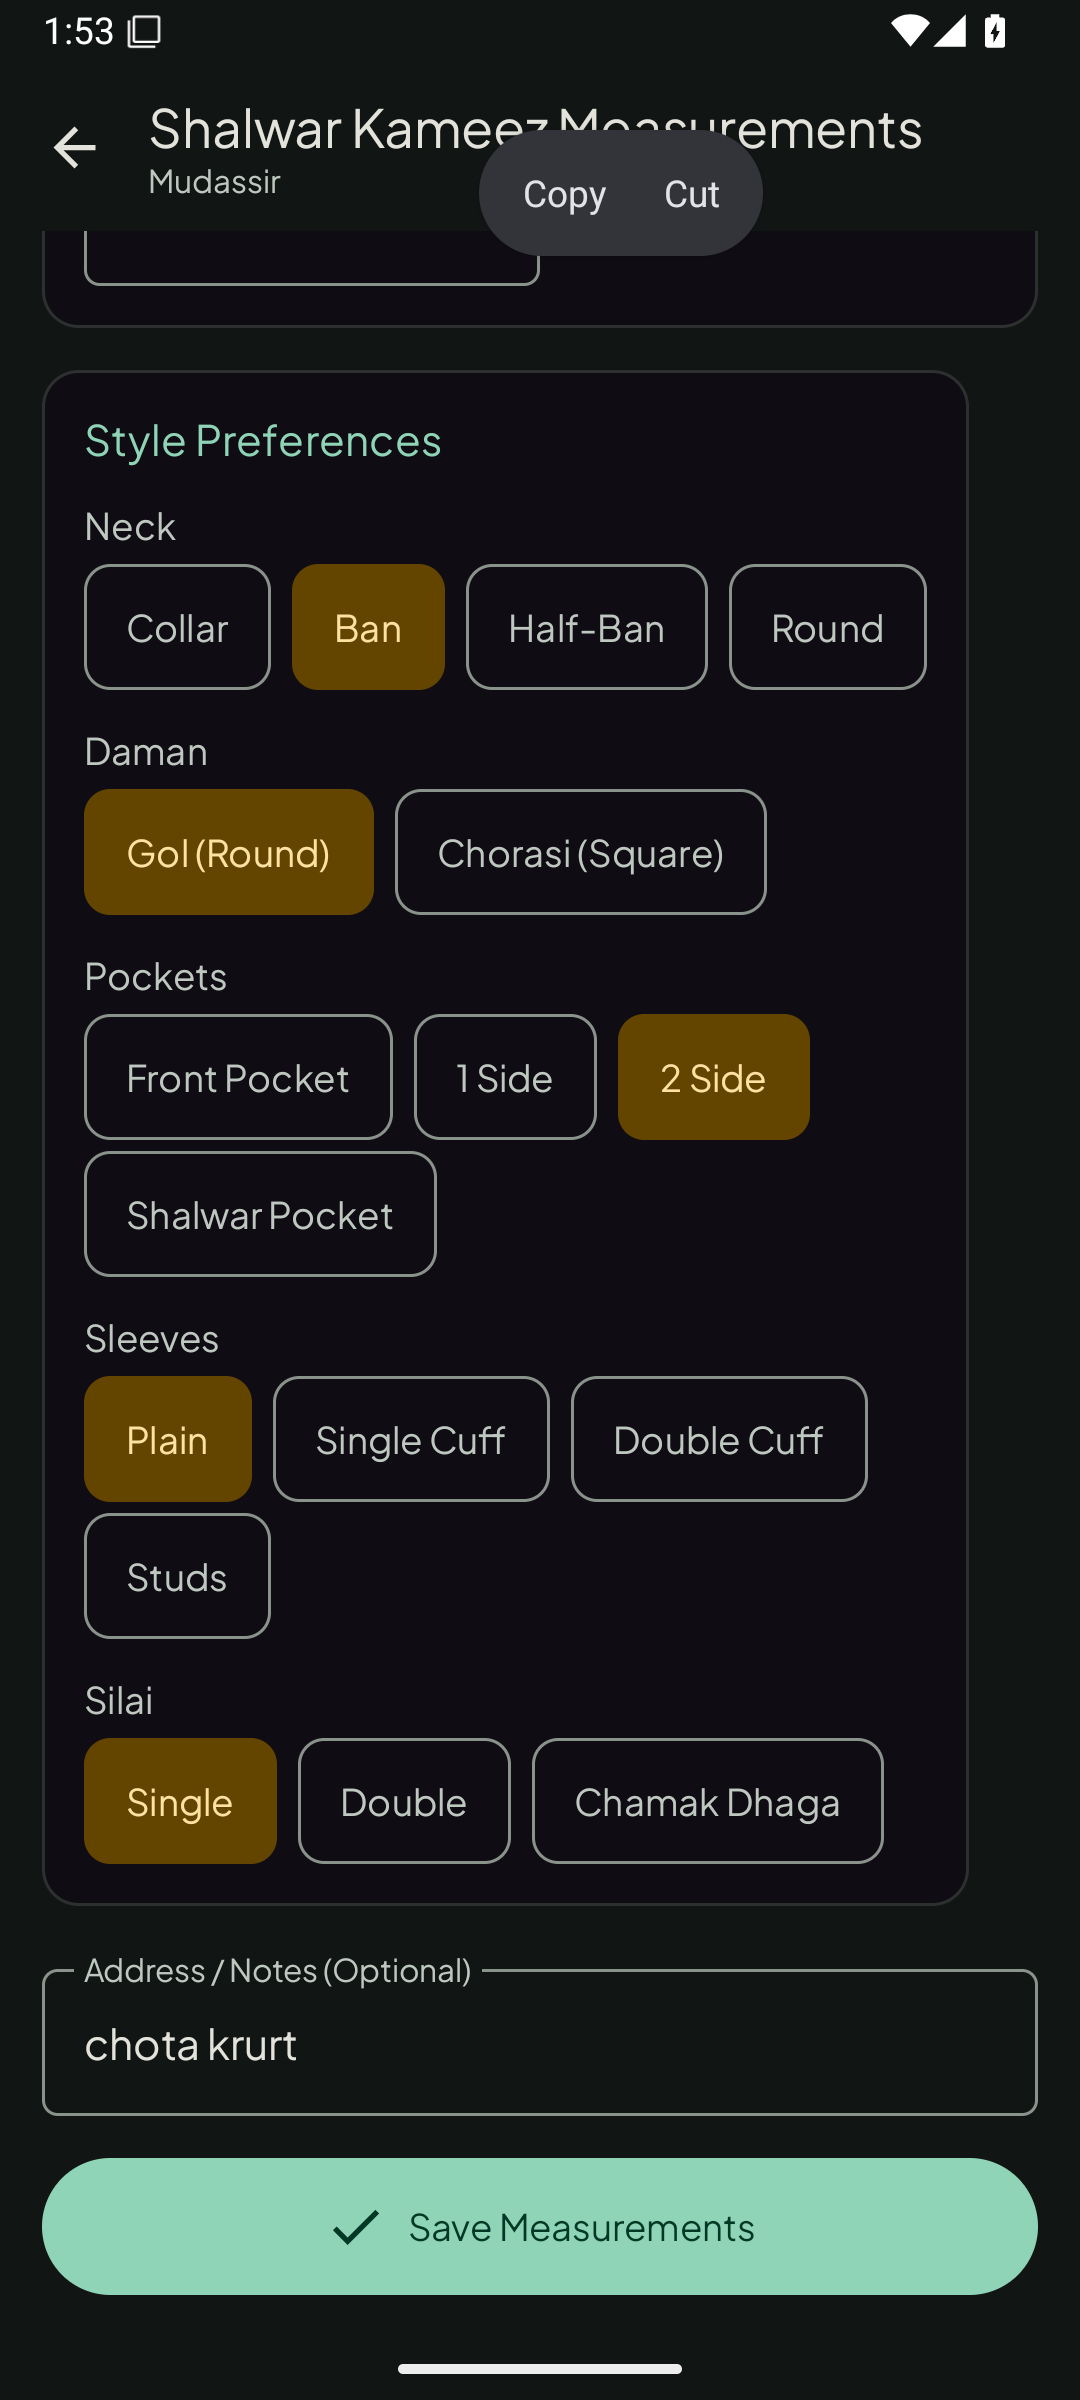 1:53
Shalwar Kameez Measurements
Mudassir
Copy Cut
Style Preferences
Neck
Collar Ban Half-Ban Round
Daman
Gol (Round) Chorasi (Square)
Pockets
Front Pocket 1 Side 2 Side
Shalwar Pocket
Sleeves
Plain Single Cuff Double Cuff
Studs
Silai
Single Double Chamak Dhaga
Address / Notes (Optional)
chota krurt
Save Measurements